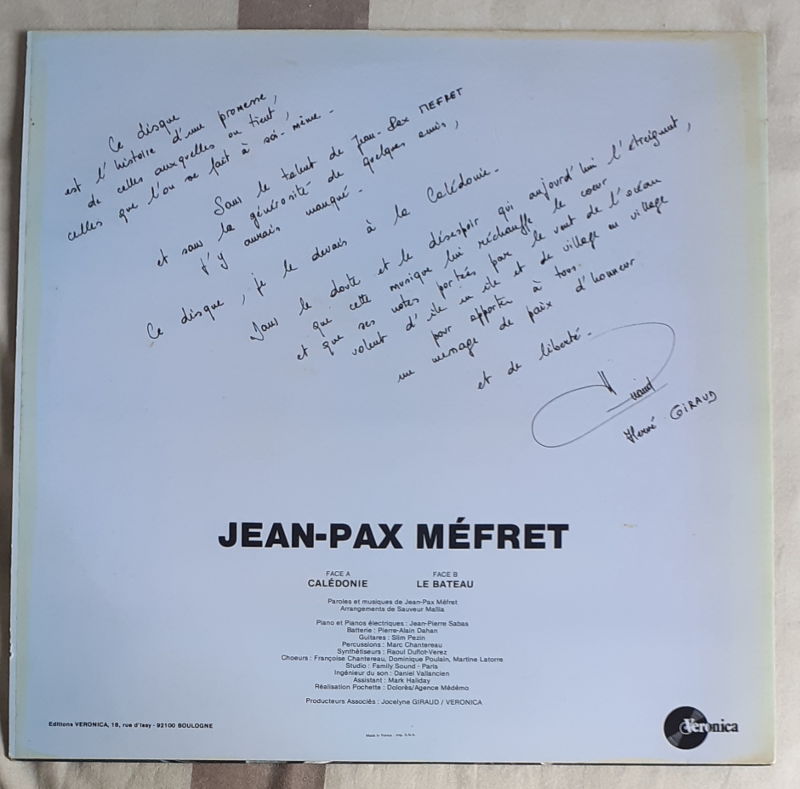 Ce disque
est l'histoire d'une promesse,
de celles auxquelles on tient,
celles que l'on se fait à soi-même.
Sans le talent de Jean-Pax MEFRET
et sans la générosité de quelques amis,
j'y aurais manqué.
Ce disque, je le devais à la Calédonie.
Dans le doute et le désespoir qui aujourd'hui l'étreignent,
que cette musique lui réchauffe le coeur
et que ses notes portées par le vent de l'océan
volent d'île en île et de village en village
pour apporter à tous
un message de paix d'honneur
et de liberté.
Hervé GIRAUD
JEAN-PAX MÉFRET
FACE A
CALÉDONIE
FACE B
LE BATEAU
Paroles et musiques de Jean-Pax Méfret
Arrangements de Sauveur Mallia
Piano et Pianos électriques : Jean-Pierre Sabas
Batterie : Pierre-Alain Dahan
Guitares : Slim Pezin
Percussions : Marc Chantereau
Synthétiseurs : Raoul Duflot-Verez
Choeurs : Françoise Chantereau, Dominique Poulain, Martine Latorre
Studio : Family Sound - Paris
Ingénieur du son : Daniel Vallancien
Assistant : Mark Haliday
Réalisation Pochette : Dolorès/Agence Médémo
Producteurs Associés : Jocelyne GIRAUD / VERONICA
Editions VERONICA, 18, rue d'Issy - 92100 BOULOGNE
Made in France
Veronica